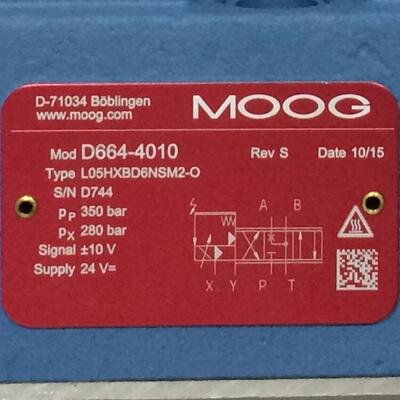 D-71034 Böblingen
www.moog.com
MOOG
Mod D664-4010 Rev S Date 10/15
Type L05HXBD6NSM2-O
S/N D744
pP 350 bar
pX 280 bar
Signal ±10 V
Supply 24 V=
A B
X Y P T